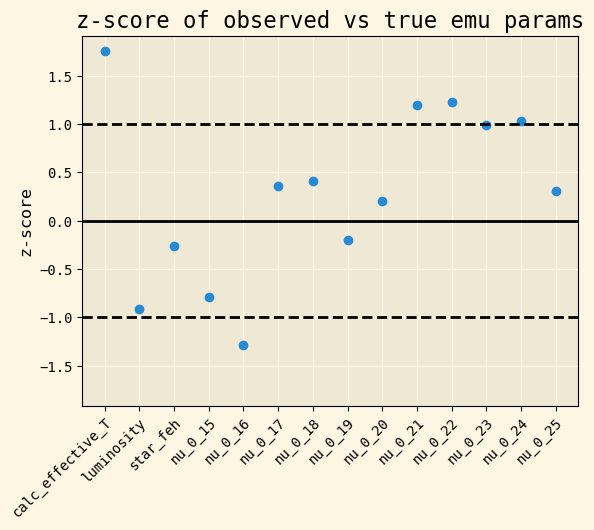 z-score of observed vs true emu params
z-score
1.5
1.0
0.5
0.0
−0.5
−1.0
−1.5
calc_effective_T
luminosity
star_feh
nu_0_15
nu_0_16
nu_0_17
nu_0_18
nu_0_19
nu_0_20
nu_0_21
nu_0_22
nu_0_23
nu_0_24
nu_0_25